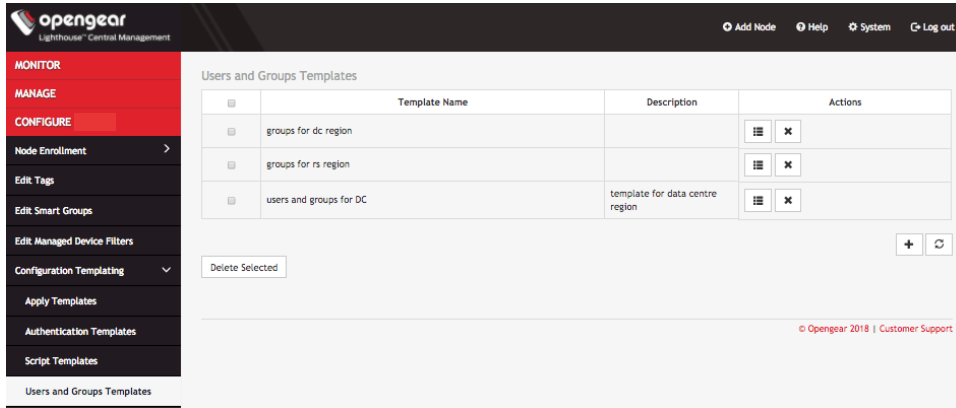 opengear
Lighthouse™ Central Management
Add Node Help System Log out
MONITOR
MANAGE
CONFIGURE
Node Enrollment
Edit Tags
Edit Smart Groups
Edit Managed Device Filters
Configuration Templating
Apply Templates
Authentication Templates
Script Templates
Users and Groups Templates
Users and Groups Templates
Template Name Description Actions
groups for dc region
groups for rs region
users and groups for DC template for data centre
region
Delete Selected
© Opengear 2018 | Customer Support